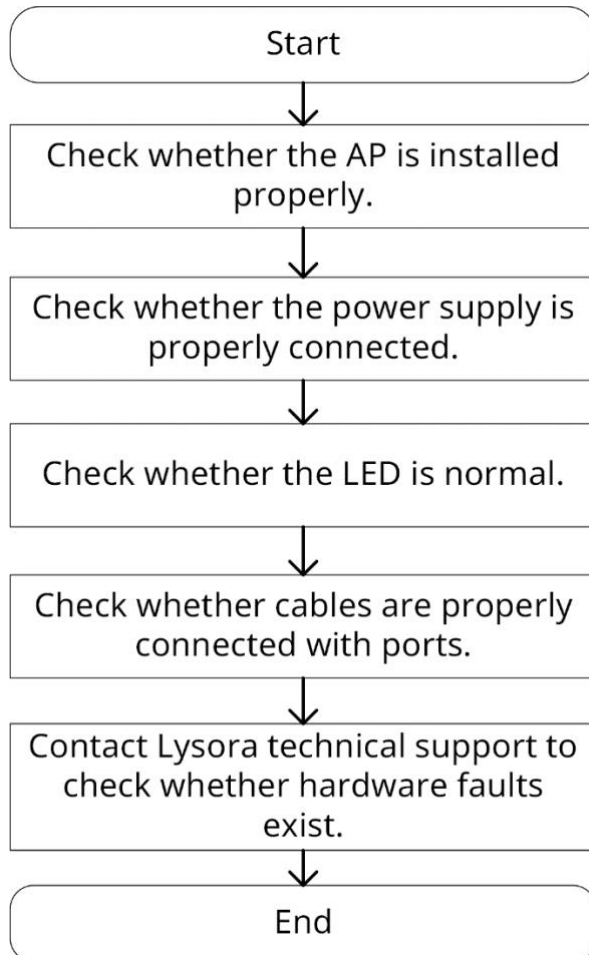 Start
Check whether the AP is installed
properly.
Check whether the power supply is
properly connected.
Check whether the LED is normal.
Check whether cables are properly
connected with ports.
Contact Lysora technical support to
check whether hardware faults
exist.
End